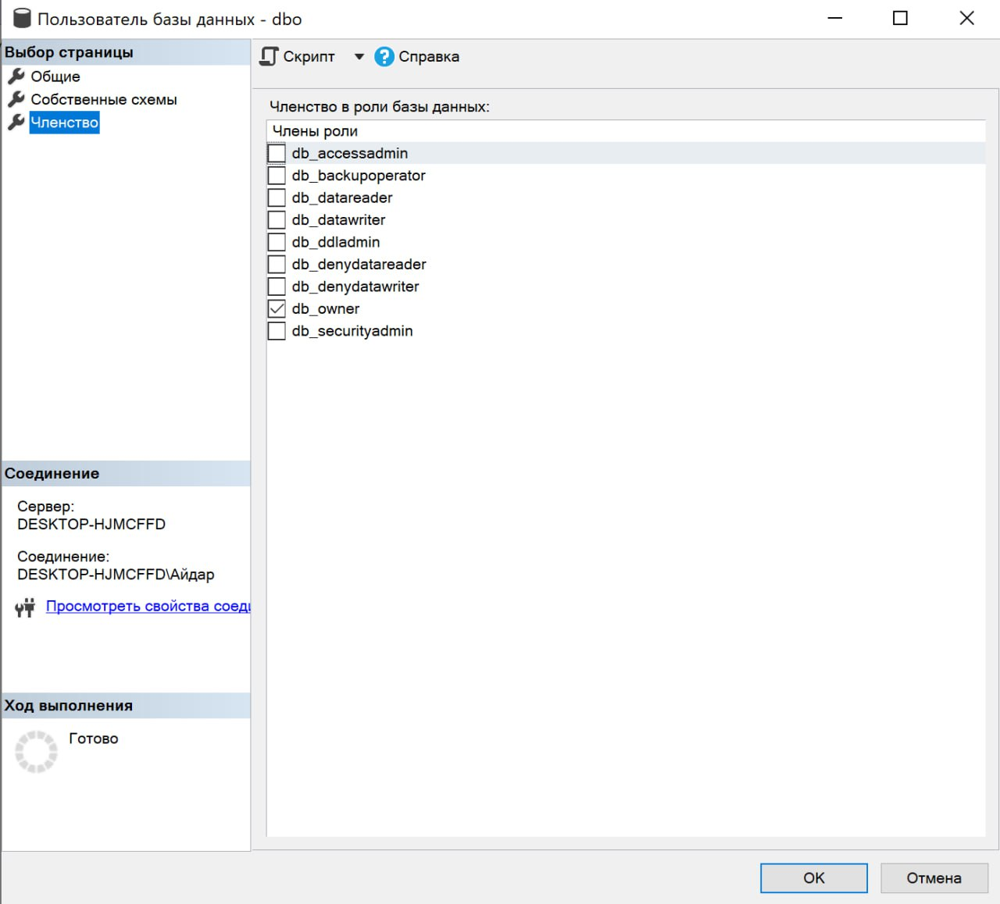 Пользователь базы данных - dbo
Выбор страницы
Общие
Собственные схемы
Членство
Скрипт
Справка
Членство в роли базы данных:
Члены роли
db_accessadmin
db_backupoperator
db_datareader
db_datawriter
db_ddladmin
db_denydatareader
db_denydatawriter
db_owner
db_securityadmin
Соединение
Сервер:
DESKTOP-HJMCFFD
Соединение:
DESKTOP-HJMCFFD\Айдар
Просмотреть свойства соеди
Ход выполнения
Готово
OK
Отмена